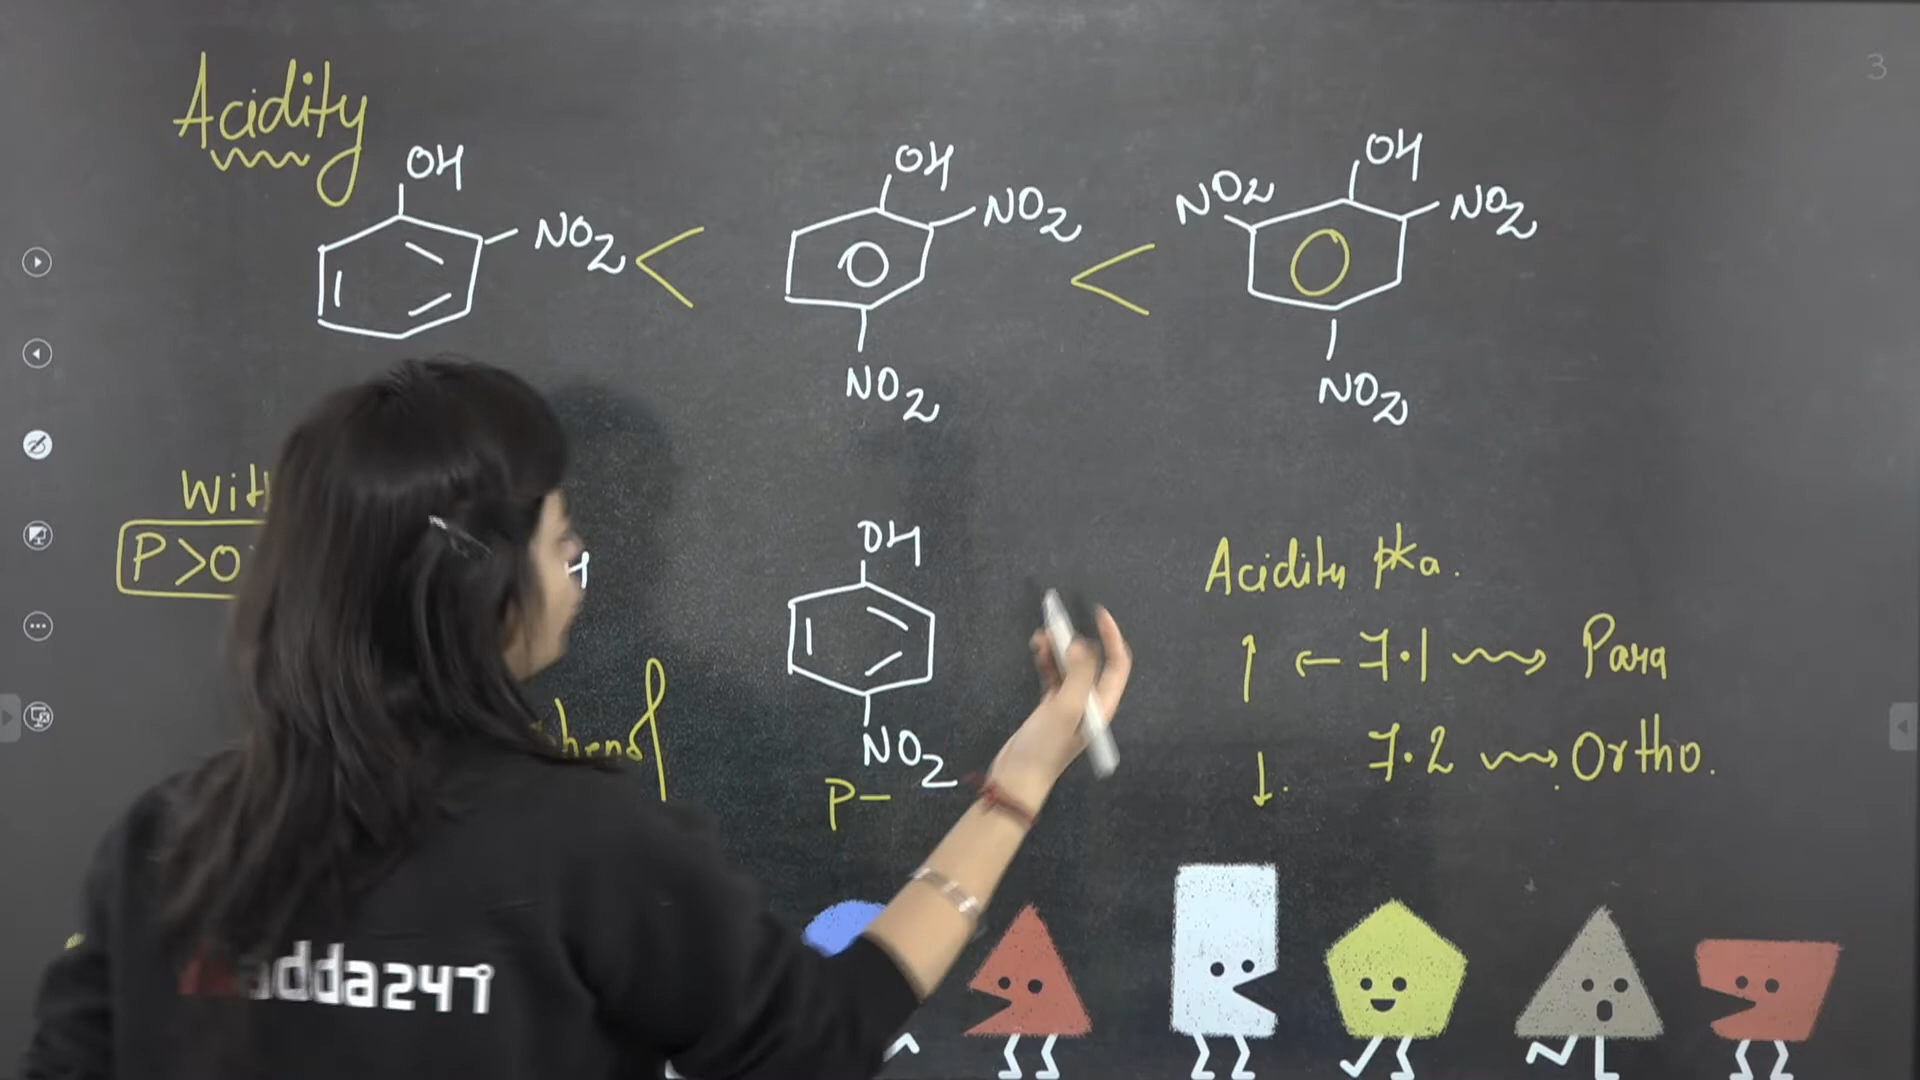 3
Acidity
OH
NO2
<
OH
NO2
NO2
<
OH
NO2
NO2
NO2
P>O
OH
NO2
P-
Acidity pKa.
↑ ← 7.1 → Para
↓. 7.2 → Ortho.
adda247